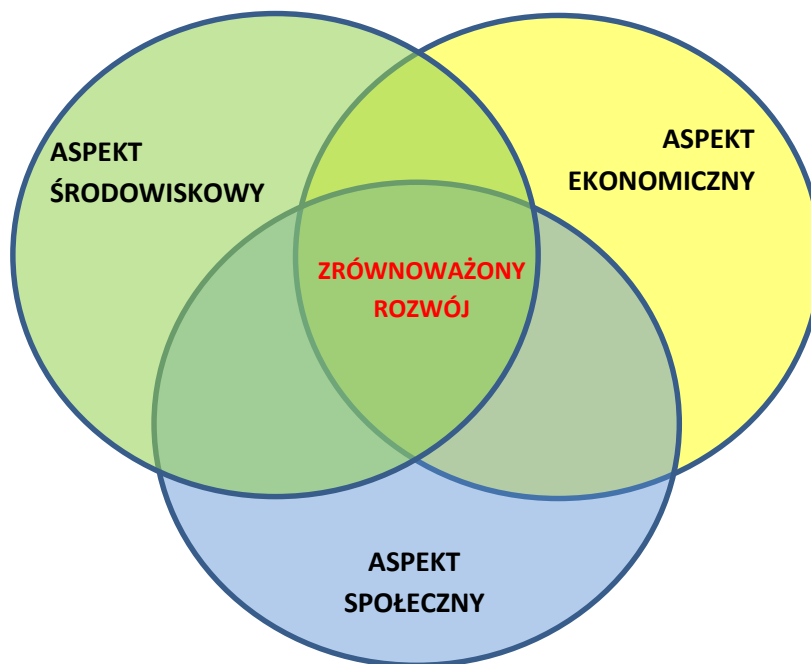 ASPEKT
ŚRODOWISKOWY
ASPEKT
EKONOMICZNY
ZRÓWNOWAŻONY
ROZWÓJ
ASPEKT
SPOŁECZNY